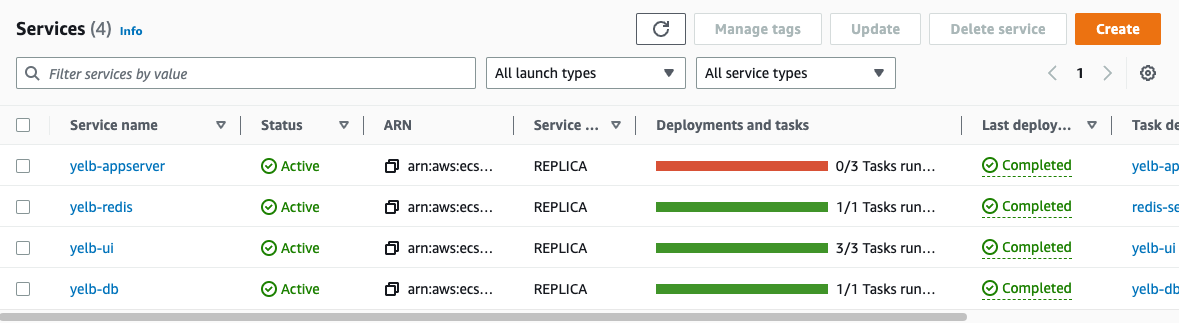 Services (4) Info
Manage tags Update Delete service Create
Filter services by value All launch types All service types 1
Service name Status ARN Service ... Deployments and tasks Last deploy... Task de
yelb-appserver Active arn:aws:ecs... REPLICA 0/3 Tasks run... Completed yelb-ap
yelb-redis Active arn:aws:ecs... REPLICA 1/1 Tasks run... Completed redis-se
yelb-ui Active arn:aws:ecs... REPLICA 3/3 Tasks run... Completed yelb-ui
yelb-db Active arn:aws:ecs... REPLICA 1/1 Tasks run... Completed yelb-db